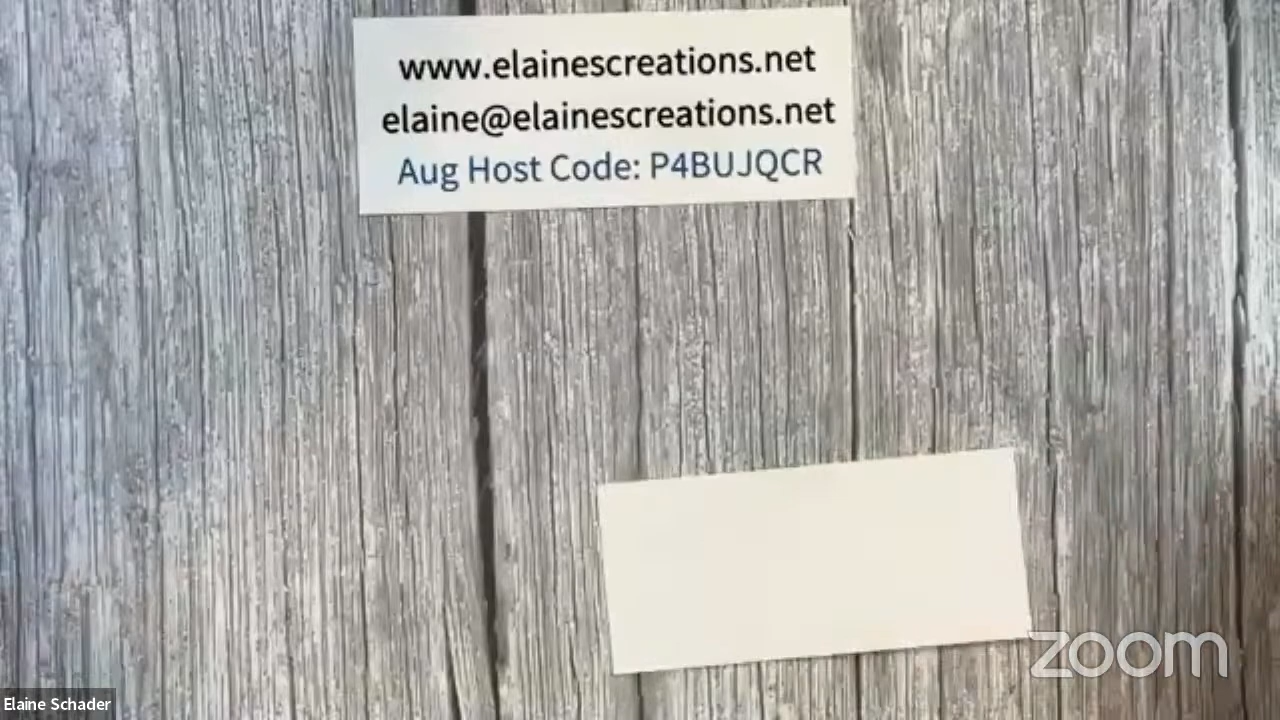 www.elainescreations.net
elaine@elainescreations.net
Aug Host Code: P4BUJQCR
zoom
Elaine Schader